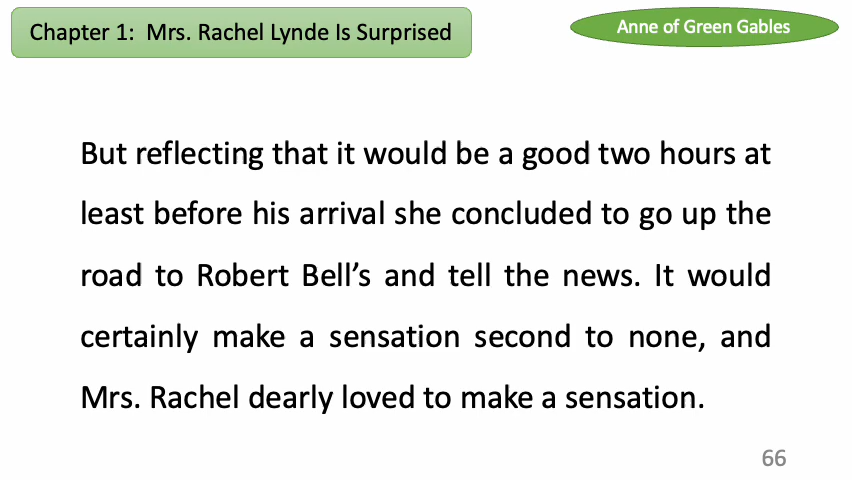 Chapter 1:  Mrs. Rachel Lynde Is Surprised
Anne of Green Gables
But reflecting that it would be a good two hours at
least before his arrival she concluded to go up the
road to Robert Bell’s and tell the news. It would
certainly make a sensation second to none, and
Mrs. Rachel dearly loved to make a sensation.
66